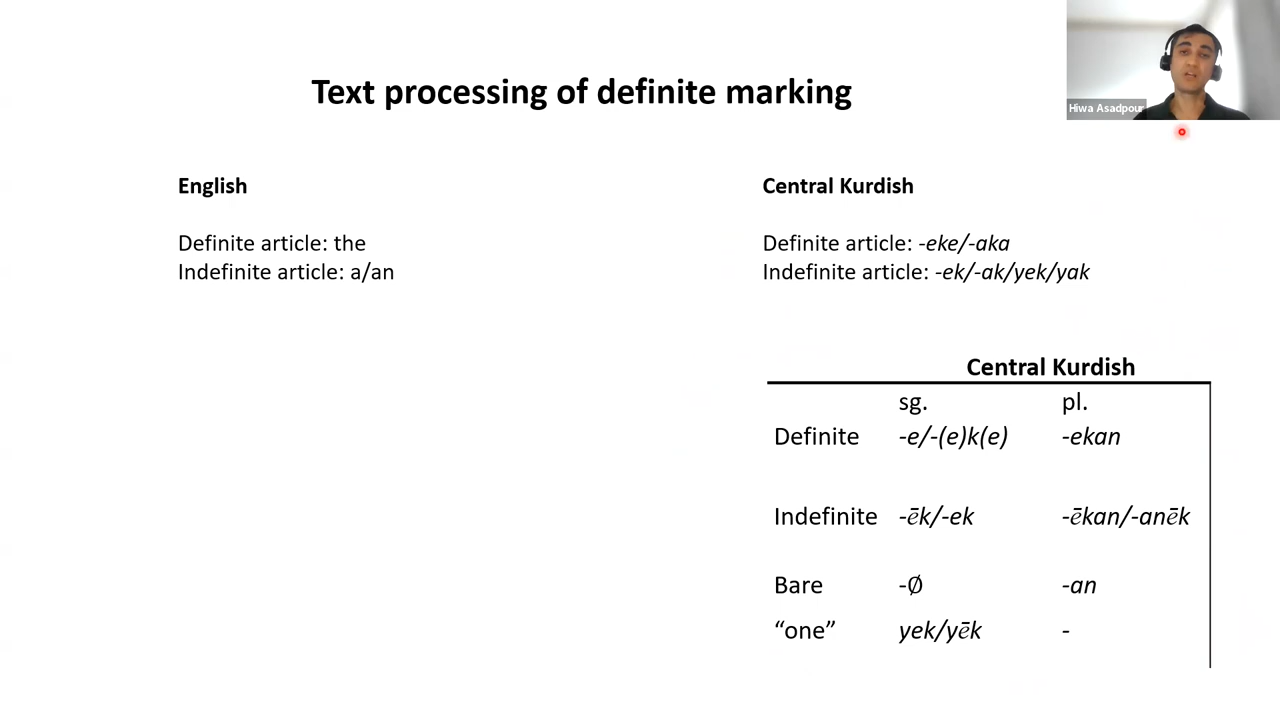 Text processing of definite marking
Hiwa Asadpour
English
Definite article: the
Indefinite article: a/an
Central Kurdish
Definite article: -eke/-aka
Indefinite article: -ek/-ak/yek/yak
Central Kurdish
sg. pl.
Definite -e/-(e)k(e) -ekan
Indefinite -ēk/-ek -ēkan/-anēk
Bare -Ø -an
“one” yek/yēk -